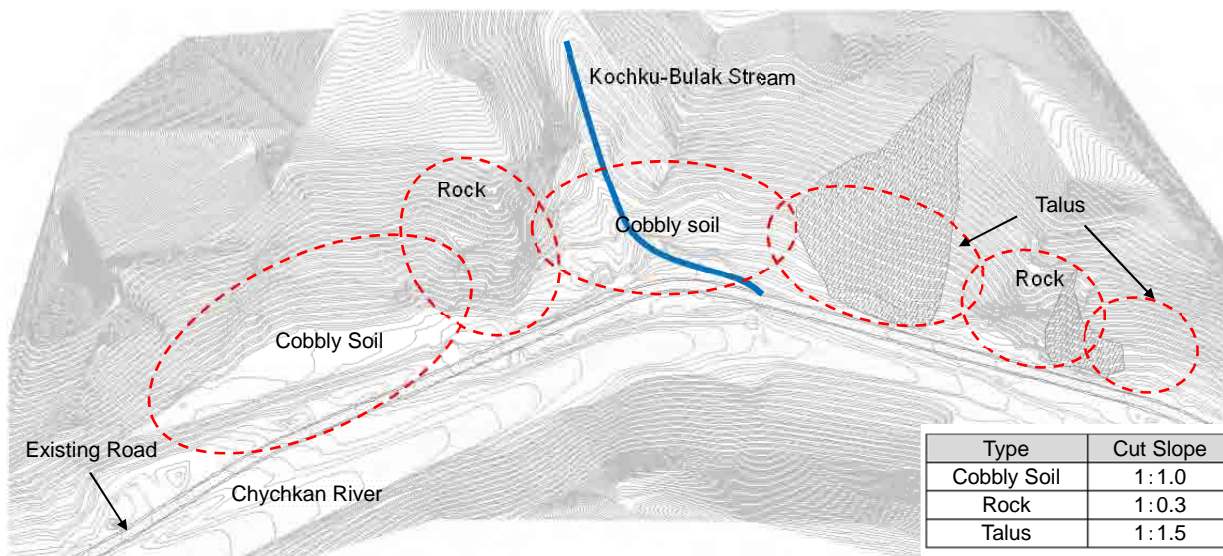 Kochku-Bulak Stream
Rock
Cobbly soil
Talus
Rock
Cobbly Soil
Existing Road
Chychkan River
Type Cut Slope
Cobbly Soil 1:1.0
Rock 1:0.3
Talus 1:1.5